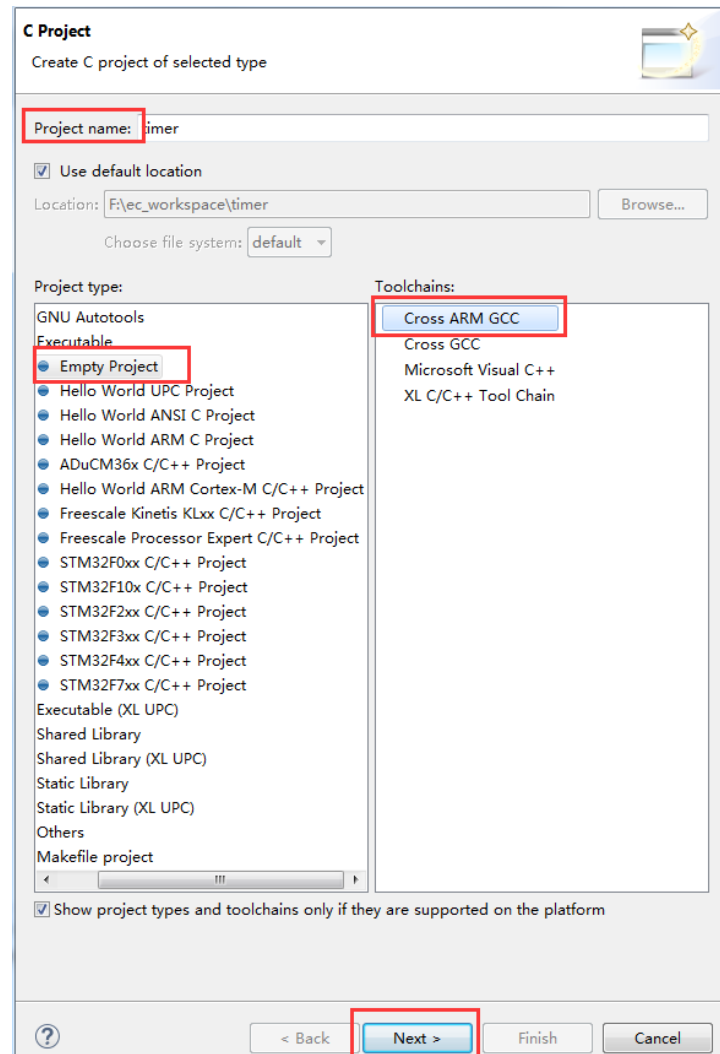 C Project
Create C project of selected type
Project name: timer
Use default location
Location: F:\ec_workspace\timer Browse...
Choose file system: default
Project type: Toolchains:
GNU Autotools
Executable
Empty Project
Hello World UPC Project
Hello World ANSI C Project
Hello World ARM C Project
ADuCM36x C/C++ Project
Hello World ARM Cortex-M C/C++ Project
Freescale Kinetis KLxx C/C++ Project
Freescale Processor Expert C/C++ Project
STM32F0xx C/C++ Project
STM32F10x C/C++ Project
STM32F2xx C/C++ Project
STM32F3xx C/C++ Project
STM32F4xx C/C++ Project
STM32F7xx C/C++ Project
Executable (XL UPC)
Shared Library
Shared Library (XL UPC)
Static Library
Static Library (XL UPC)
Others
Makefile project
Cross ARM GCC
Cross GCC
Microsoft Visual C++
XL C/C++ Tool Chain
Show project types and toolchains only if they are supported on the platform
? < Back Next > Finish Cancel